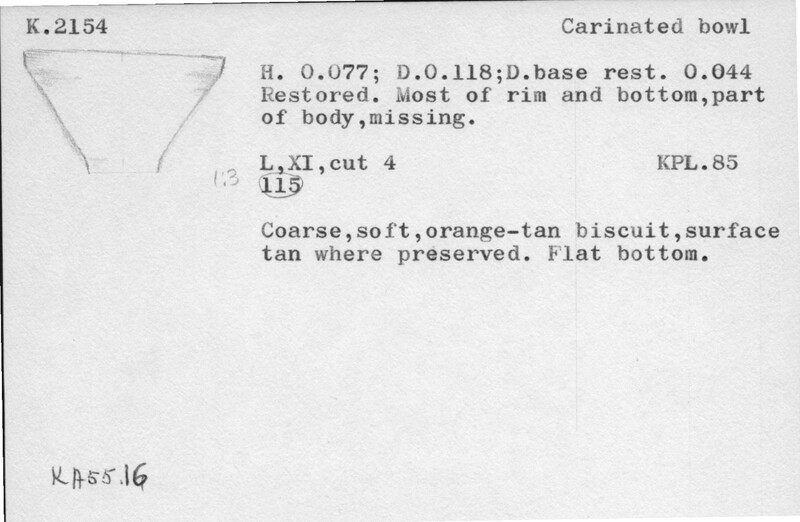 K.2154 Carinated bowl
H. 0.077; D.0.118;D.base rest. 0.044
Restored. Most of rim and bottom,part
of body,missing.
L,XI,cut 4 KPL.85
1:3 115
Coarse,soft,orange-tan biscuit,surface
tan where preserved. Flat bottom.
KA55.16